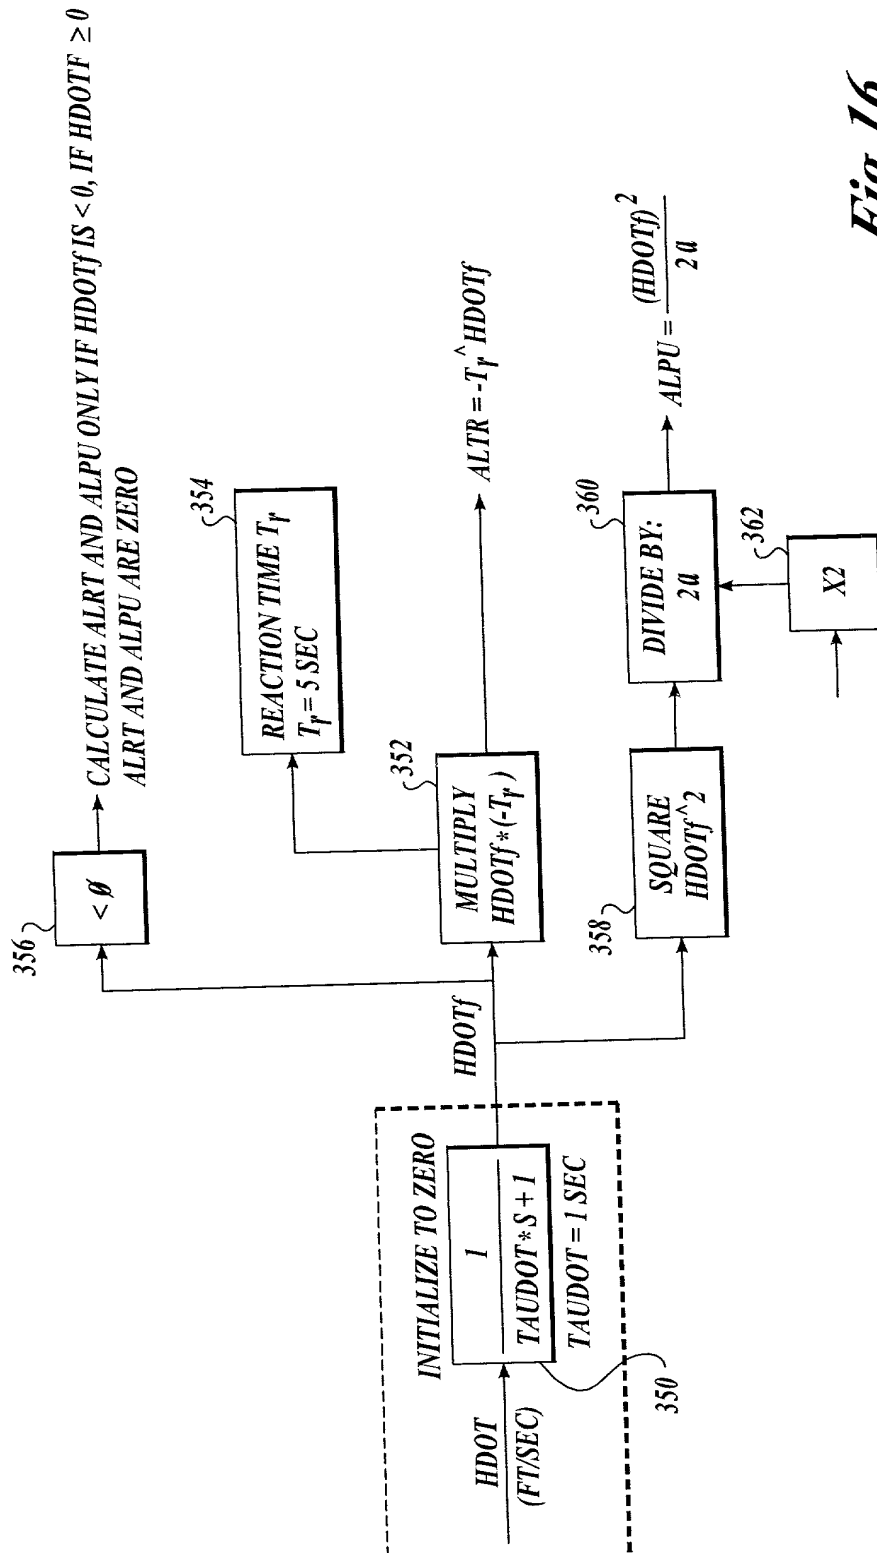 356
< 0
CALCULATE ALRT AND ALPU ONLY IF HDOTf IS < 0, IF HDOTF ≥ 0
ALRT AND ALPU ARE ZERO
354
REACTION TIME Tr
Tr = 5 SEC
352
MULTIPLY
HDOTf*(-Tr)
ALTR = -Tr^HDOTf
INITIALIZE TO ZERO
HDOT
(FT/SEC)
1
TAUDOT*S + 1
TAUDOT = 1 SEC
350
HDOTf
358
SQUARE
HDOTf^2
360
DIVIDE BY:
2a
ALPU = (HDOTf)2
2a
362
X2
Fig. 16